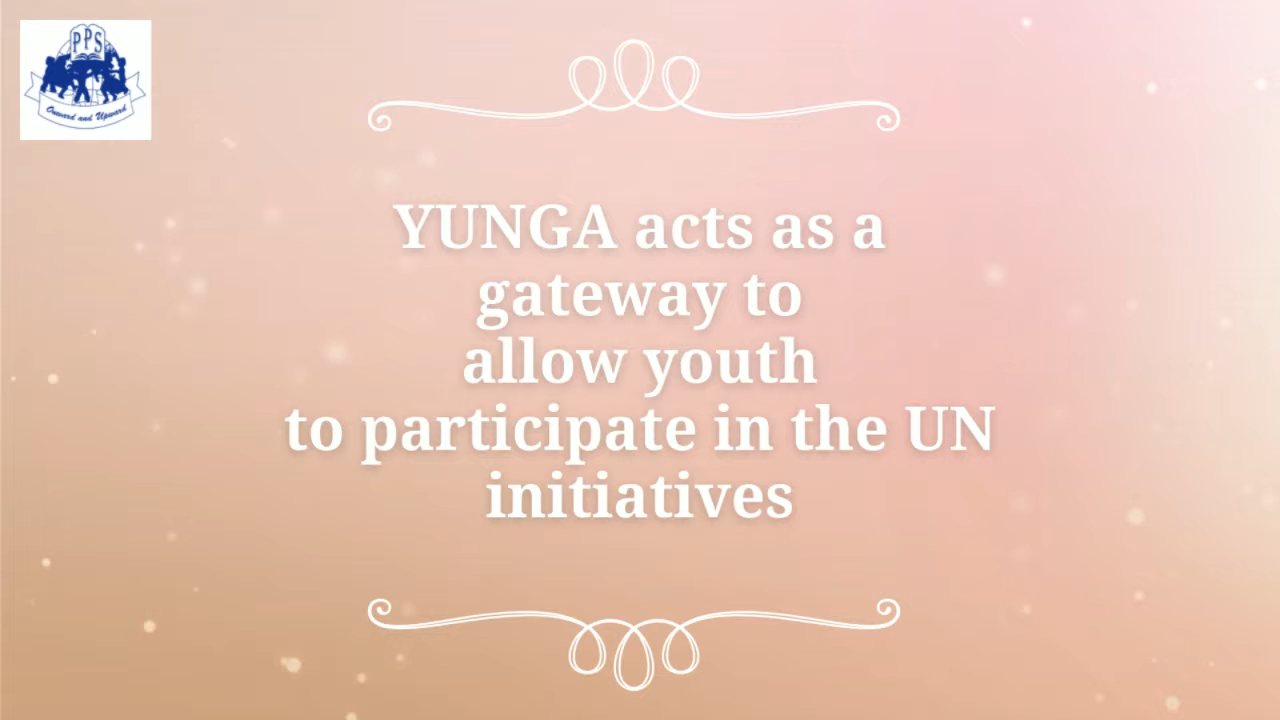 PPS
Onward and Upward
YUNGA acts as a
gateway to
allow youth
to participate in the UN
initiatives